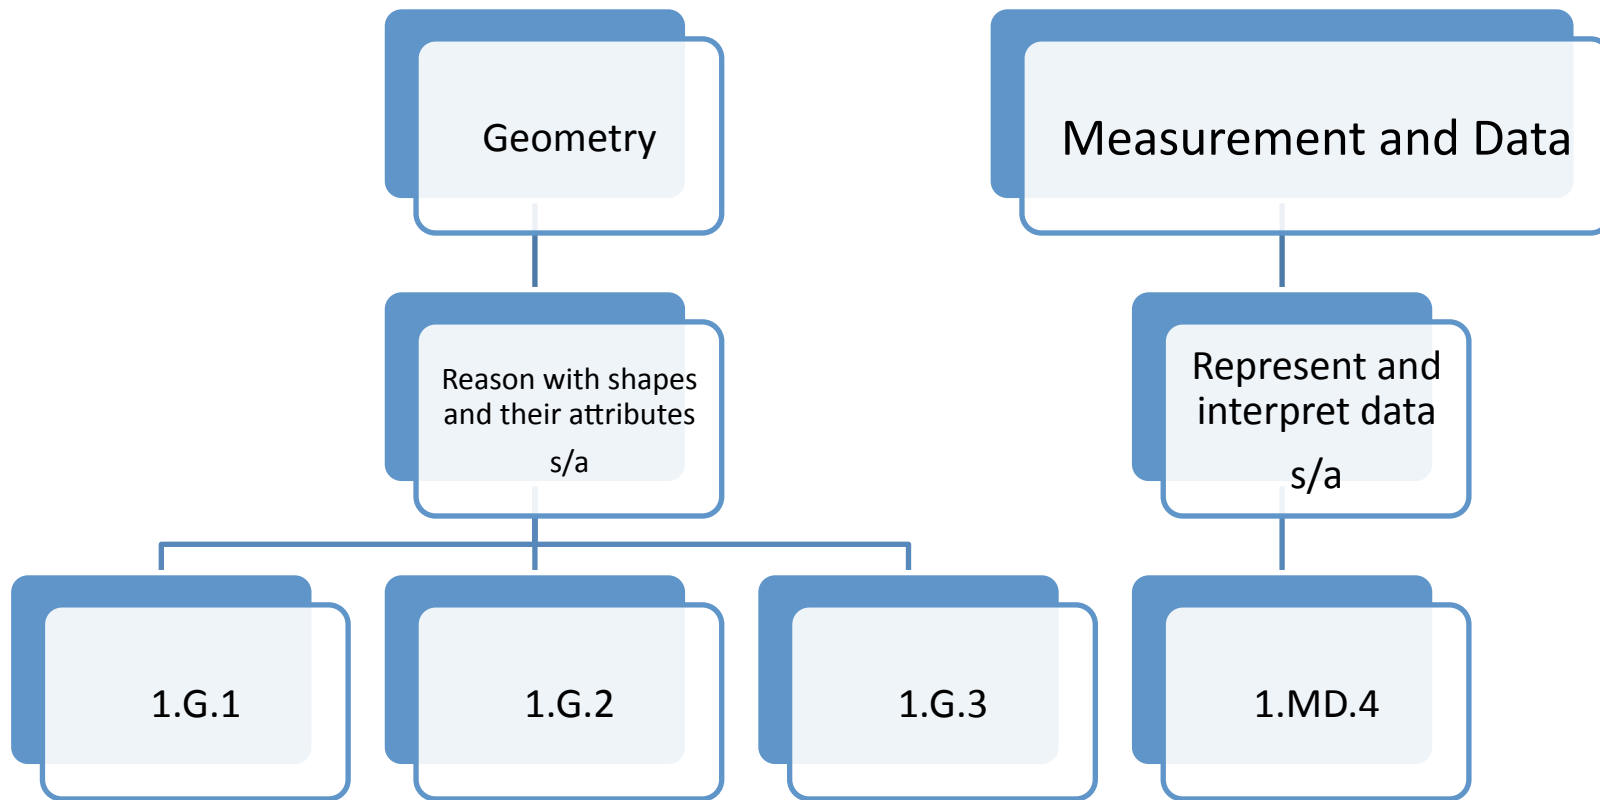 Geometry
Measurement and Data
Reason with shapes
and their attributes
s/a
Represent and
interpret data
s/a
1.G.1
1.G.2
1.G.3
1.MD.4